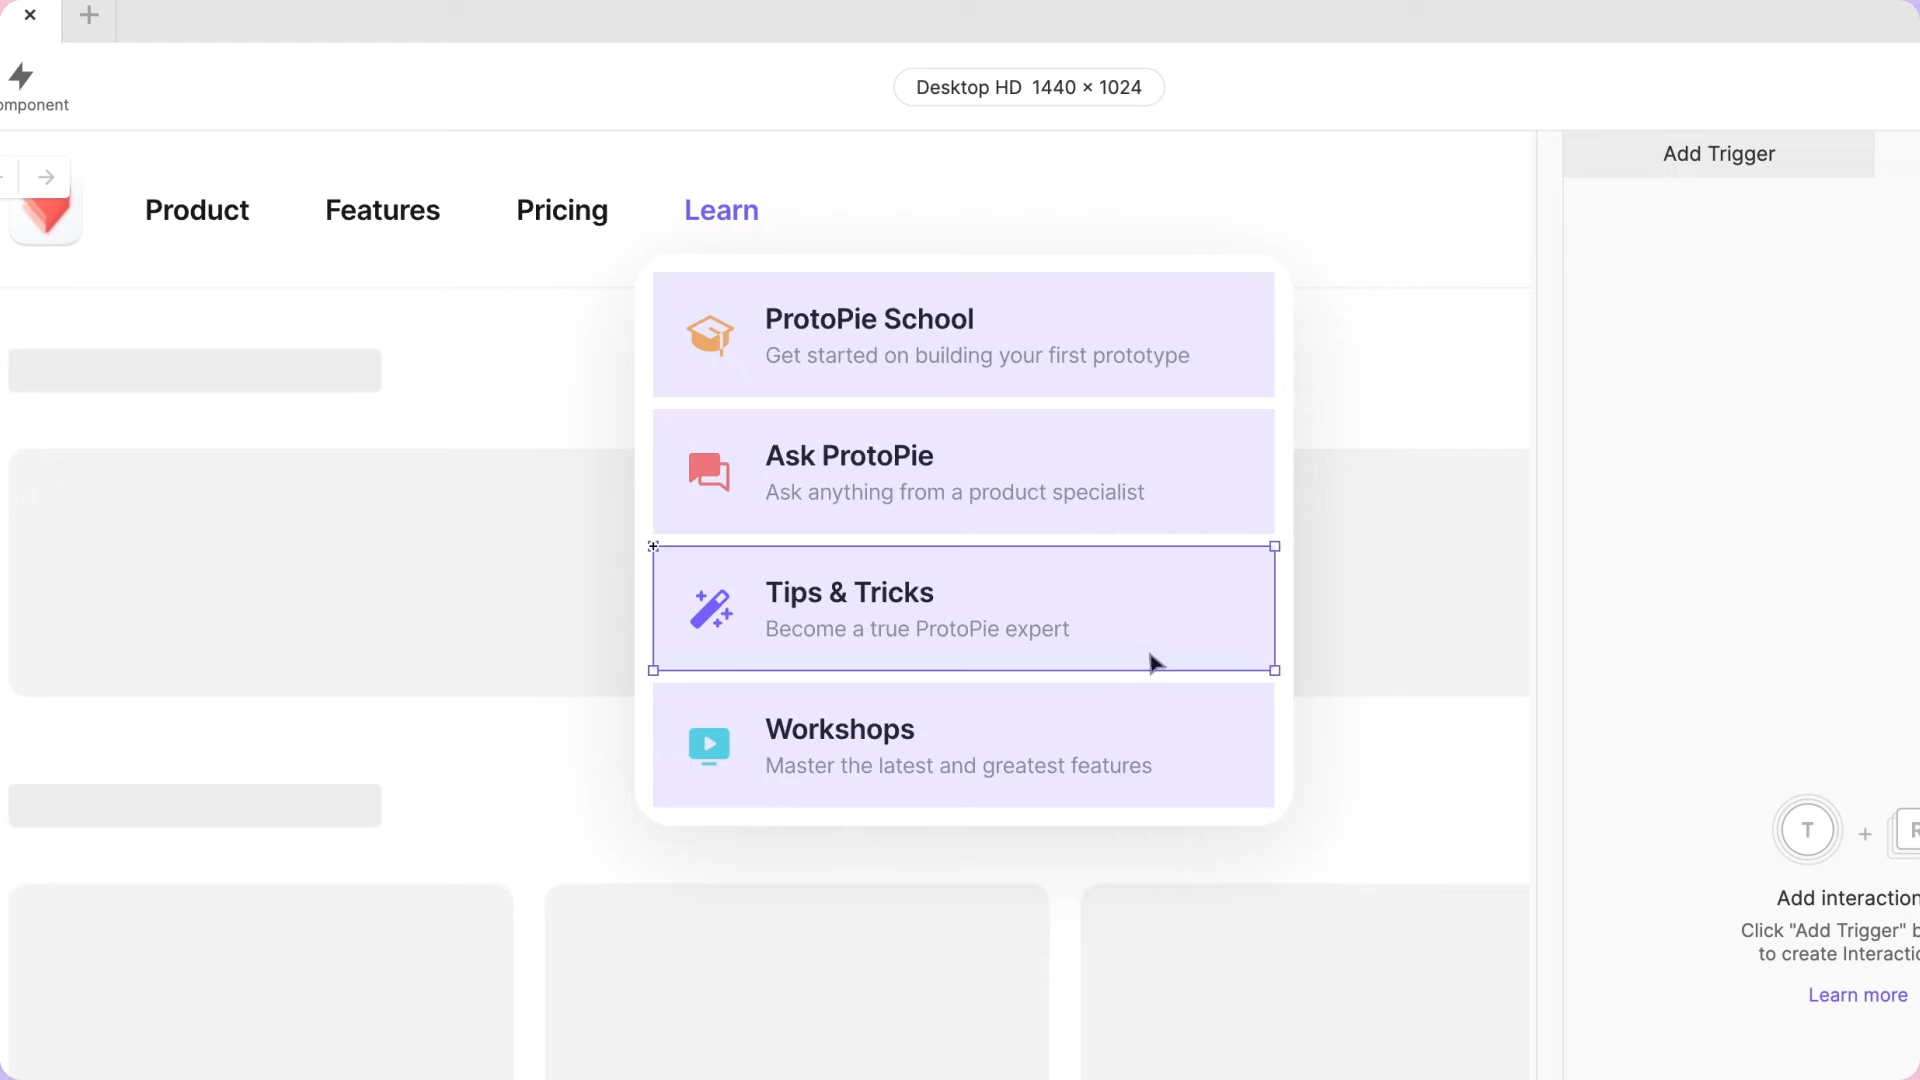 omponent
Desktop HD 1440 × 1024
Add Trigger
Product
Features
Pricing
Learn
ProtoPie School
Get started on building your first prototype
Ask ProtoPie
Ask anything from a product specialist
Tips & Tricks
Become a true ProtoPie expert
Workshops
Master the latest and greatest features
T + R
Add interaction
Click "Add Trigger" b
to create Interactio
Learn more